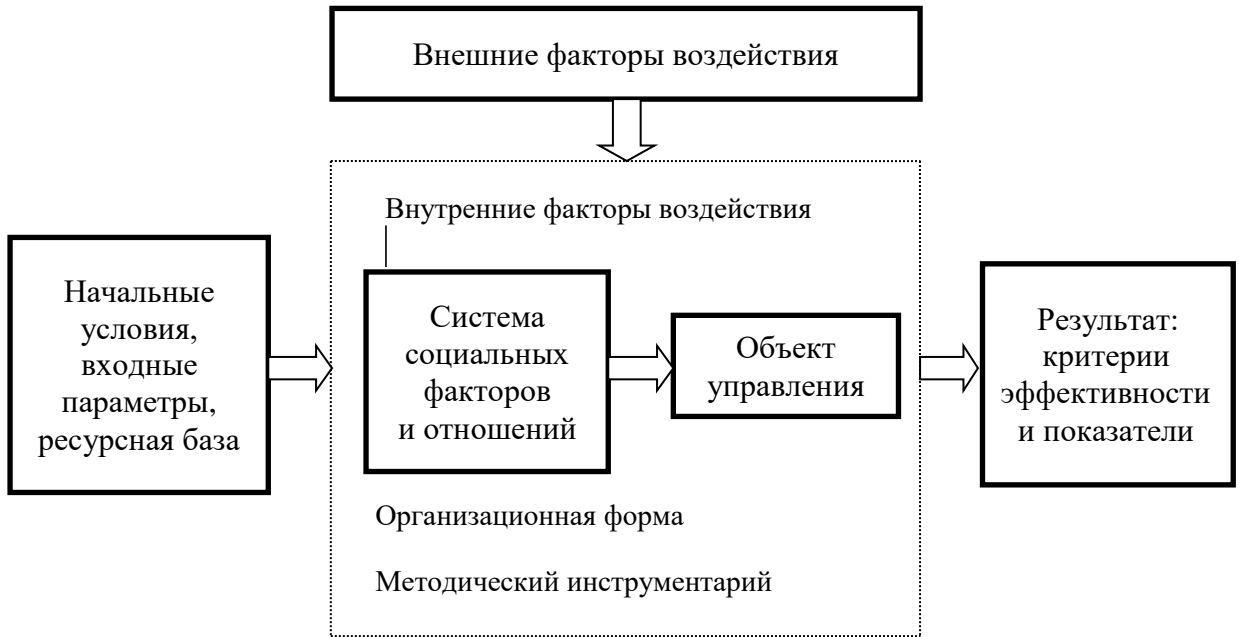 Внешние факторы воздействия
Внутренние факторы воздействия
Начальные
условия,
входные
параметры,
ресурсная база
Система
социальных
факторов
и отношений
Объект
управления
Результат:
критерии
эффективности
и показатели
Организационная форма
Методический инструментарий